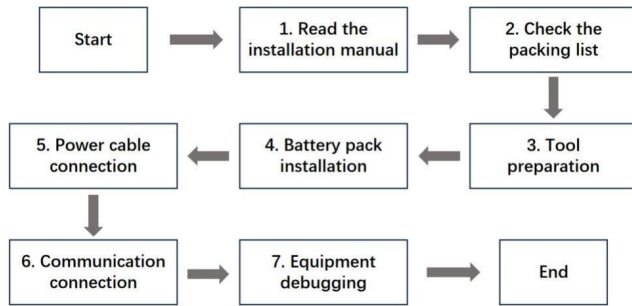 Start
1. Read the
installation manual
2. Check the
packing list
3. Tool
preparation
4. Battery pack
installation
5. Power cable
connection
6. Communication
connection
7. Equipment
debugging
End